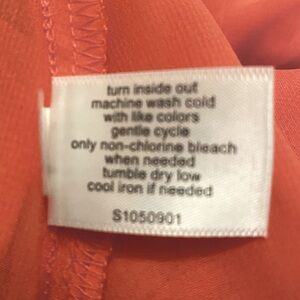 turn inside out
machine wash cold
with like colors
gentle cycle
only non-chlorine bleach
when needed
tumble dry low
cool iron if needed
S1050901